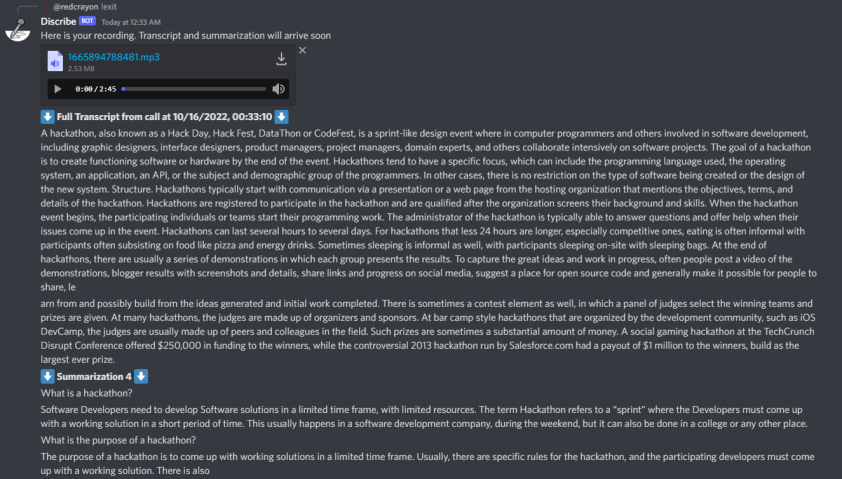 @redcrayon !exit
Discribe BOT Today at 12:33 AM
Here is your recording. Transcript and summarization will arrive soon
1665894788481.mp3
2.53 MB
0:00 / 2:45
Full Transcript from call at 10/16/2022, 00:33:10
A hackathon, also known as a Hack Day, Hack Fest, DataThon or CodeFest, is a sprint-like design event where in computer programmers and others involved in software development,
including graphic designers, interface designers, product managers, project managers, domain experts, and others collaborate intensively on software projects. The goal of a hackathon
is to create functioning software or hardware by the end of the event. Hackathons tend to have a specific focus, which can include the programming language used, the operating
system, an application, an API, or the subject and demographic group of the programmers. In other cases, there is no restriction on the type of software being created or the design of
the new system. Structure. Hackathons typically start with communication via a presentation or a web page from the hosting organization that mentions the objectives, terms, and
details of the hackathon. Hackathons are registered to participate in the hackathon and are qualified after the organization screens their background and skills. When the hackathon
event begins, the participating individuals or teams start their programming work. The administrator of the hackathon is typically able to answer questions and offer help when their
issues come up in the event. Hackathons can last several hours to several days. For hackathons that less 24 hours are longer, especially competitive ones, eating is often informal with
participants often subsisting on food like pizza and energy drinks. Sometimes sleeping is informal as well, with participants sleeping on-site with sleeping bags. At the end of
hackathons, there are usually a series of demonstrations in which each group presents the results. To capture the great ideas and work in progress, often people post a video of the
demonstrations, blogger results with screenshots and details, share links and progress on social media, suggest a place for open source code and generally make it possible for people to
share, le
arn from and possibly build from the ideas generated and initial work completed. There is sometimes a contest element as well, in which a panel of judges select the winning teams and
prizes are given. At many hackathons, the judges are made up of organizers and sponsors. At bar camp style hackathons that are organized by the development community, such as iOS
DevCamp, the judges are usually made up of peers and colleagues in the field. Such prizes are sometimes a substantial amount of money. A social gaming hackathon at the TechCrunch
Disrupt Conference offered $250,000 in funding to the winners, while the controversial 2013 hackathon run by Salesforce.com had a payout of $1 million to the winners, build as the
largest ever prize.
Summarization 4
What is a hackathon?
Software Developers need to develop Software solutions in a limited time frame, with limited resources. The term Hackathon refers to a "sprint" where the Developers must come up
with a working solution in a short period of time. This usually happens in a software development company, during the weekend, but it can also be done in a college or any other place.
What is the purpose of a hackathon?
The purpose of a hackathon is to come up with working solutions in a limited time frame. Usually, there are specific rules for the hackathon, and the participating developers must come
up with a working solution. There is also